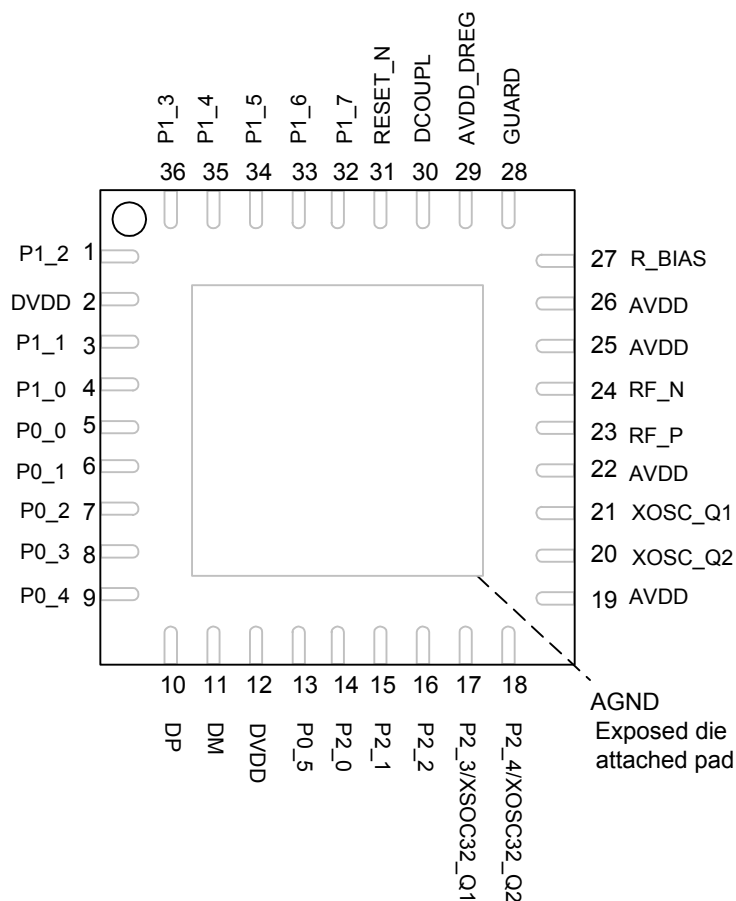 P1_3 P1_4 P1_5 P1_6 P1_7 RESET_N DCOUPL AVDD_DREG GUARD
36 35 34 33 32 31 30 29 28
P1_2 1
DVDD 2
P1_1 3
P1_0 4
P0_0 5
P0_1 6
P0_2 7
P0_3 8
P0_4 9
27 R_BIAS
26 AVDD
25 AVDD
24 RF_N
23 RF_P
22 AVDD
21 XOSC_Q1
20 XOSC_Q2
19 AVDD
10 11 12 13 14 15 16 17 18
DP DM DVDD P0_5 P2_0 P2_1 P2_2 P2_3/XSOC32_Q1 P2_4/XOSC32_Q2
AGND
Exposed die
attached pad